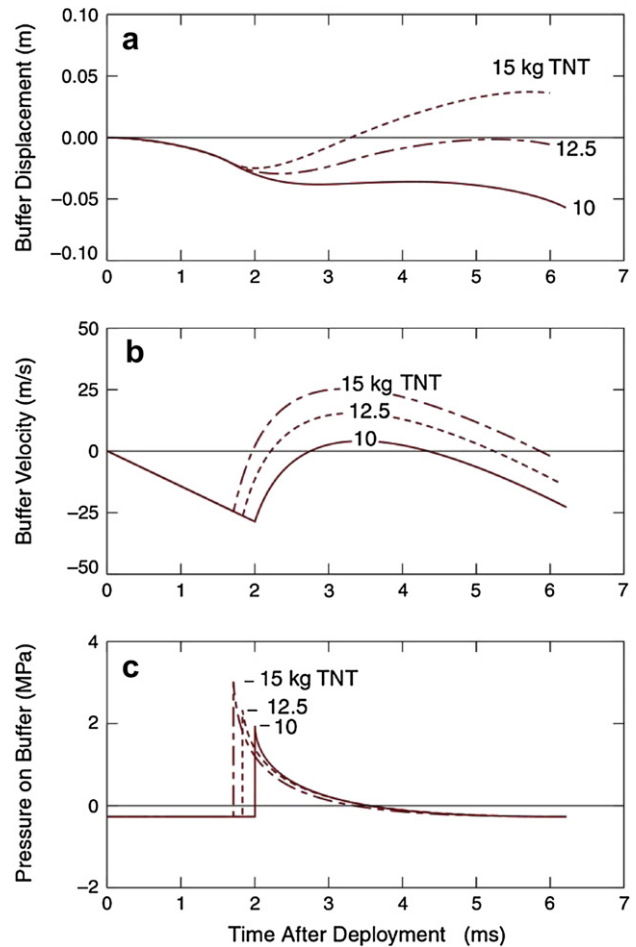 a
Buffer Displacement (m)
0.10
0.05
0.00
−0.05
−0.10
15 kg TNT
12.5
10
0 1 2 3 4 5 6 7
b
Buffer Velocity (m/s)
50
25
0
−25
−50
15 kg TNT
12.5
10
0 1 2 3 4 5 6 7
c
Pressure on Buffer (MPa)
4
2
0
−2
15 kg TNT
12.5
10
0 1 2 3 4 5 6 7
Time After Deployment (ms)